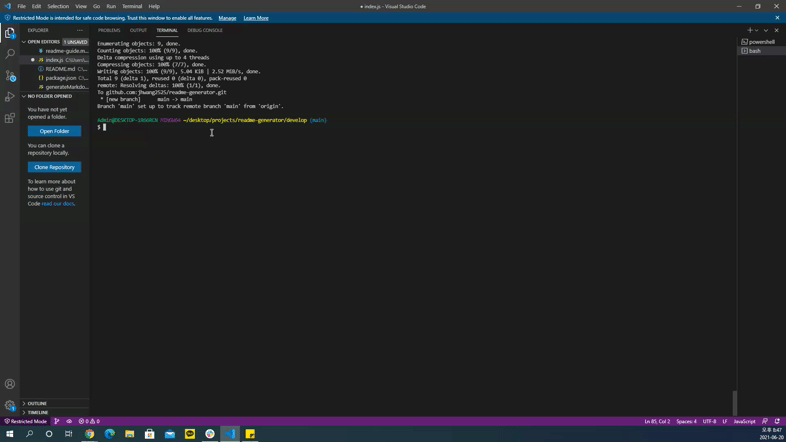 File Edit Selection View Go Run Terminal Help
● index.js - Visual Studio Code
Restricted Mode is intended for safe code browsing. Trust this window to enable all features. Manage Learn More
EXPLORER
PROBLEMS OUTPUT TERMINAL DEBUG CONSOLE
OPEN EDITORS 1 UNSAVED
readme-guide.m...
index.js C:\Users\...
README.md C:...
package.json C:\...
generateMarkdo...
NO FOLDER OPENED
You have not yet
opened a folder.
Open Folder
You can clone a
repository locally.
Clone Repository
To learn more about
how to use git and
source control in VS
Code read our docs.
OUTLINE
TIMELINE
Enumerating objects: 9, done.
Counting objects: 100% (9/9), done.
Delta compression using up to 4 threads
Compressing objects: 100% (7/7), done.
Writing objects: 100% (9/9), 5.04 KiB | 2.52 MiB/s, done.
Total 9 (delta 1), reused 0 (delta 0), pack-reused 0
remote: Resolving deltas: 100% (1/1), done.
To github.com:jhwang2525/readme-generator.git
* [new branch] main -> main
Branch 'main' set up to track remote branch 'main' from 'origin'.
MINGW64 ~/desktop/projects/readme-generator/develop (main)
$
powershell
bash
Restricted Mode
0 0
Ln 85, Col 2 Spaces: 4 UTF-8 LF JavaScript
오후 8:47
2021-06-20